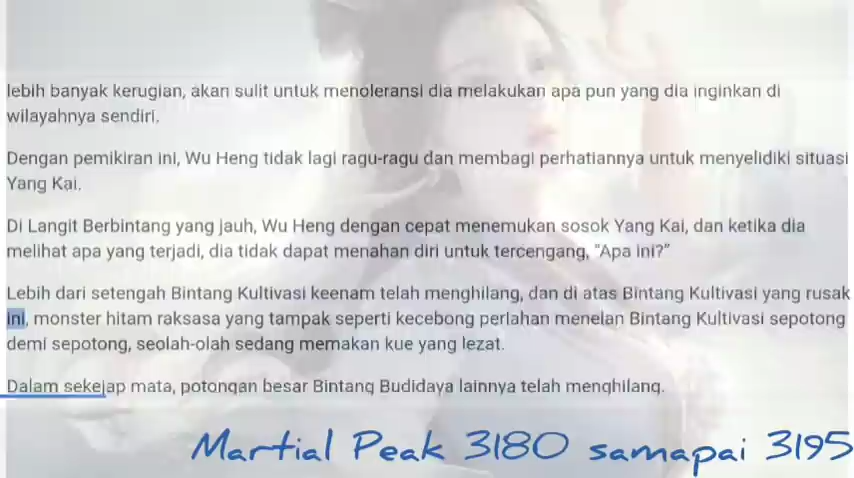 lebih banyak kerugian, akan sulit untuk menoleransi dia melakukan apa pun yang dia inginkan di
wilayahnya sendiri.
Dengan pemikiran ini, Wu Heng tidak lagi ragu-ragu dan membagi perhatiannya untuk menyelidiki situasi
Yang Kai.
Di Langit Berbintang yang jauh, Wu Heng dengan cepat menemukan sosok Yang Kai, dan ketika dia
melihat apa yang terjadi, dia tidak dapat menahan diri untuk tercengang, "Apa ini?"
Lebih dari setengah Bintang Kultivasi keenam telah menghilang, dan di atas Bintang Kultivasi yang rusak
ini, monster hitam raksasa yang tampak seperti kecebong perlahan menelan Bintang Kultivasi sepotong
demi sepotong, seolah-olah sedang memakan kue yang lezat.
Dalam sekejap mata, potongan besar Bintang Budidaya lainnya telah menghilang.
Martial Peak 3180 samapai 3195